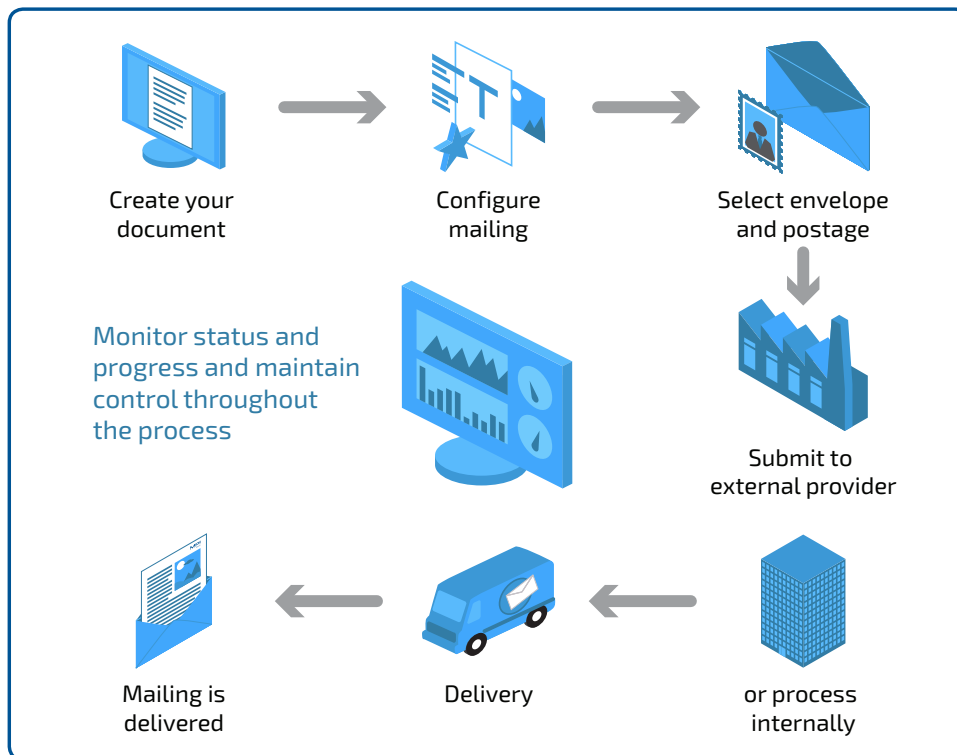 Create your
document
Configure
mailing
Select envelope
and postage
T
Monitor status and
progress and maintain
control throughout
the process
Submit to
external provider
Mailing is
delivered
Delivery
or process
internally